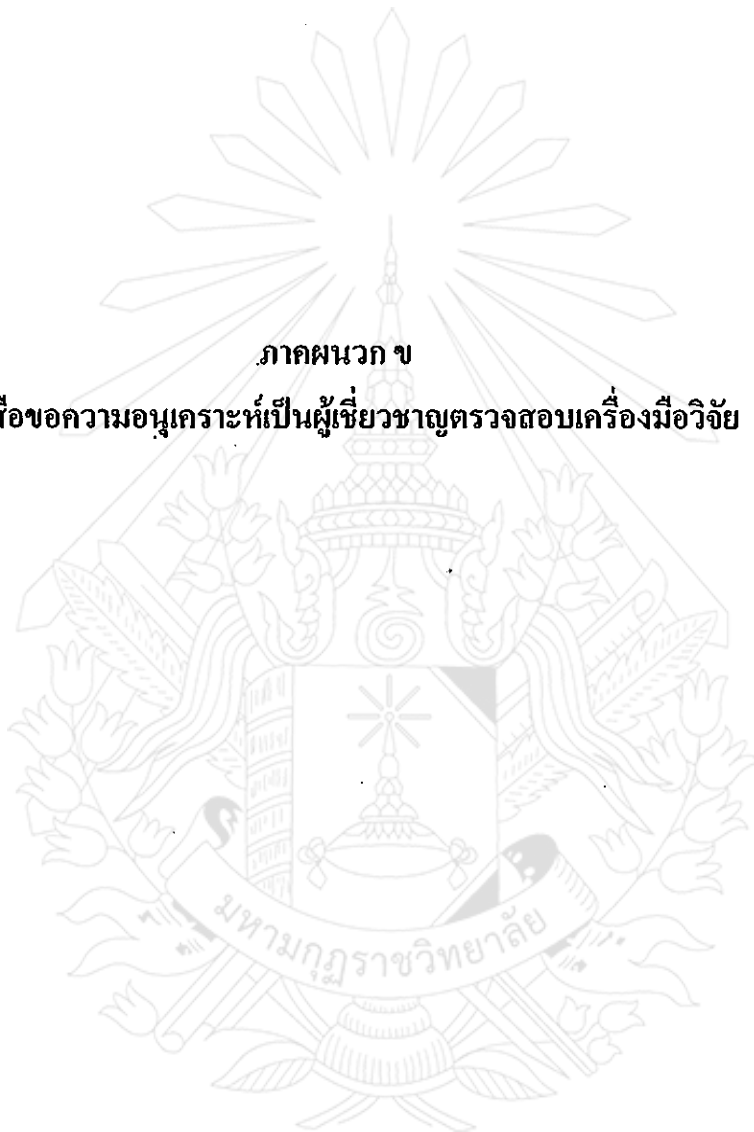 ภาคผนวก ข
สือขอความอนุเคราะห์เป็นผู้เชี่ยวชาญตรวจสอบเครื่องมือวิจัย
มหามกุฏราชวิทยาลัย